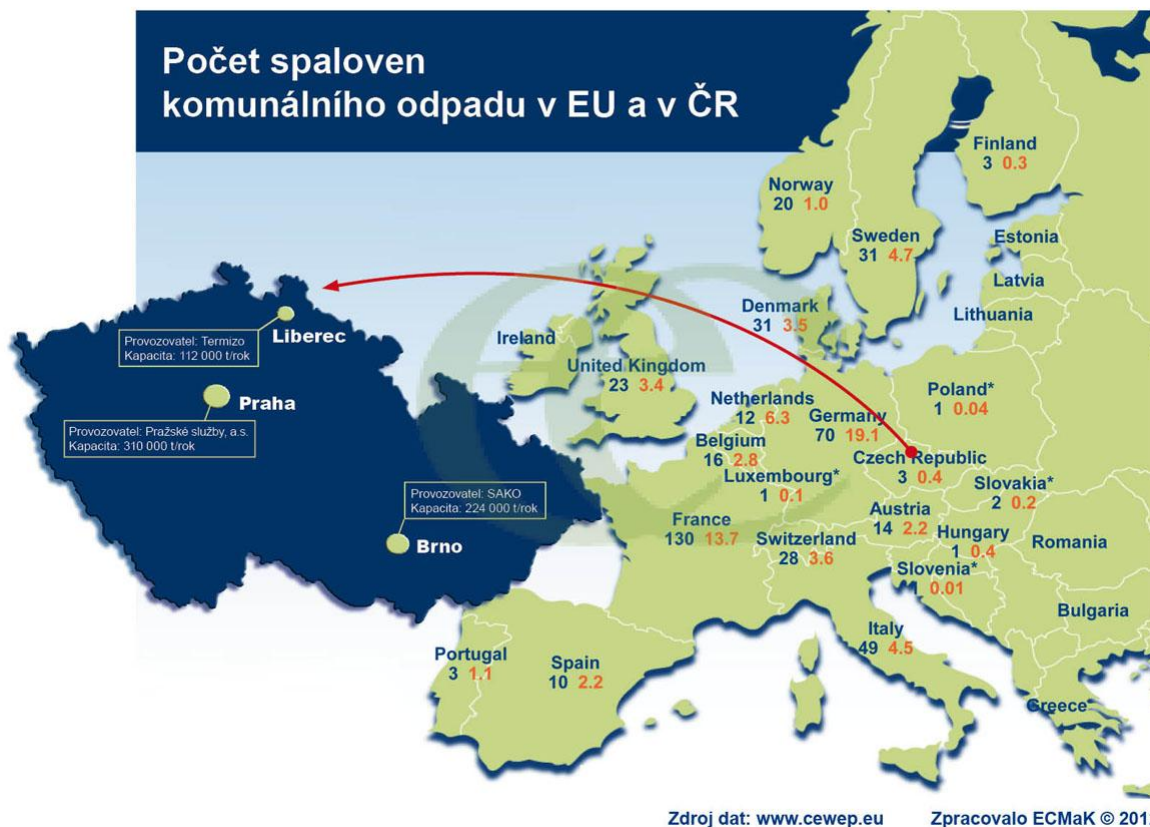 Počet spaloven
komunálního odpadu v EU a v ČR
Finland
3 0.3
Norway
20 1.0
Sweden
31 4.7
Estonia
Latvia
Lithuania
Denmark
31 3.5
Ireland
United Kingdom
23 3.4
Netherlands
12 6.3
Germany
70 19.1
Poland*
1 0.04
Belgium
16 2.8
Czech Republic
3 0.4
Luxembourg*
1 0.1
Slovakia*
2 0.2
France
130 13.7
Switzerland
28 3.6
Austria
14 2.2
Hungary
1 0.4
Romania
Slovenia*
1 0.01
Bulgaria
Italy
49 4.5
Portugal
3 1.1
Spain
10 2.2
Greece
Provozovatel: Termizo
Kapacita: 112 000 t/rok
Liberec
Praha
Provozovatel: Pražské služby, a.s.
Kapacita: 310 000 t/rok
Provozovatel: SAKO
Kapacita: 224 000 t/rok
Brno
Zdroj dat: www.cewep.eu
Zpracovalo ECMaK ©